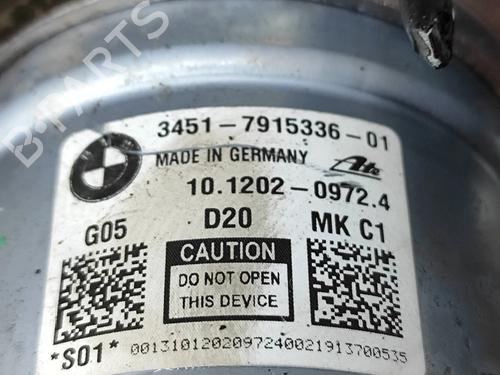 B-PARTS
3451-7915336-01
MADE IN GERMANY Ate
10.1202-0972.4
G05 D20 MK C1
CAUTION
DO NOT OPEN
THIS DEVICE
*S01* 0013101202097240021913700535